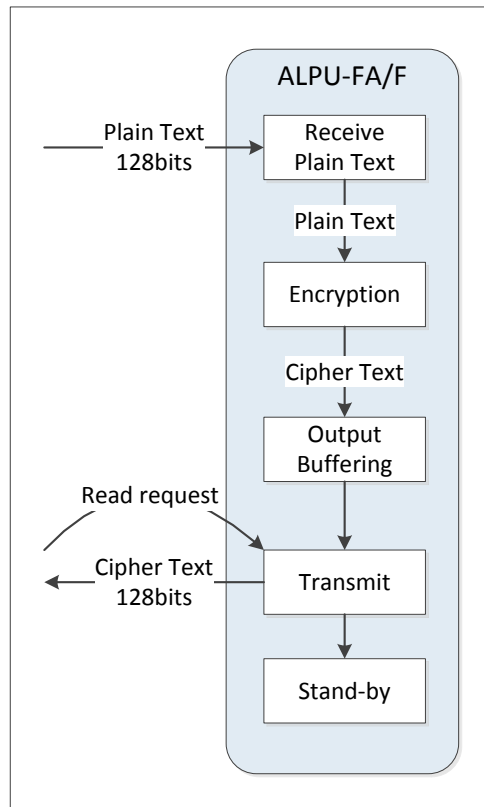 ALPU-FA/F
Plain Text
128bits
Receive
Plain Text
Plain Text
Encryption
Cipher Text
Output
Buffering
Read request
Cipher Text
128bits
Transmit
Stand-by